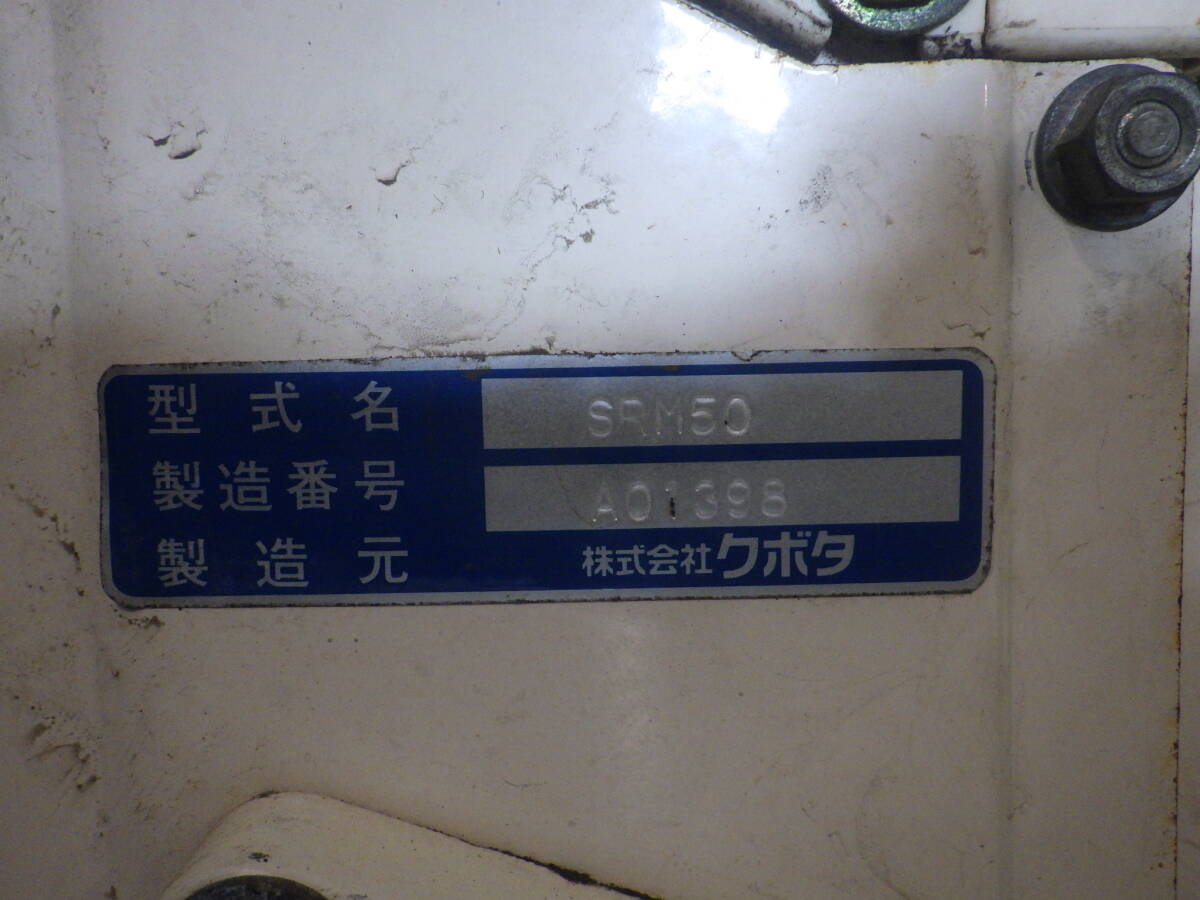 型式名 SRM50
製造番号 A01398
製造元 株式会社クボタ